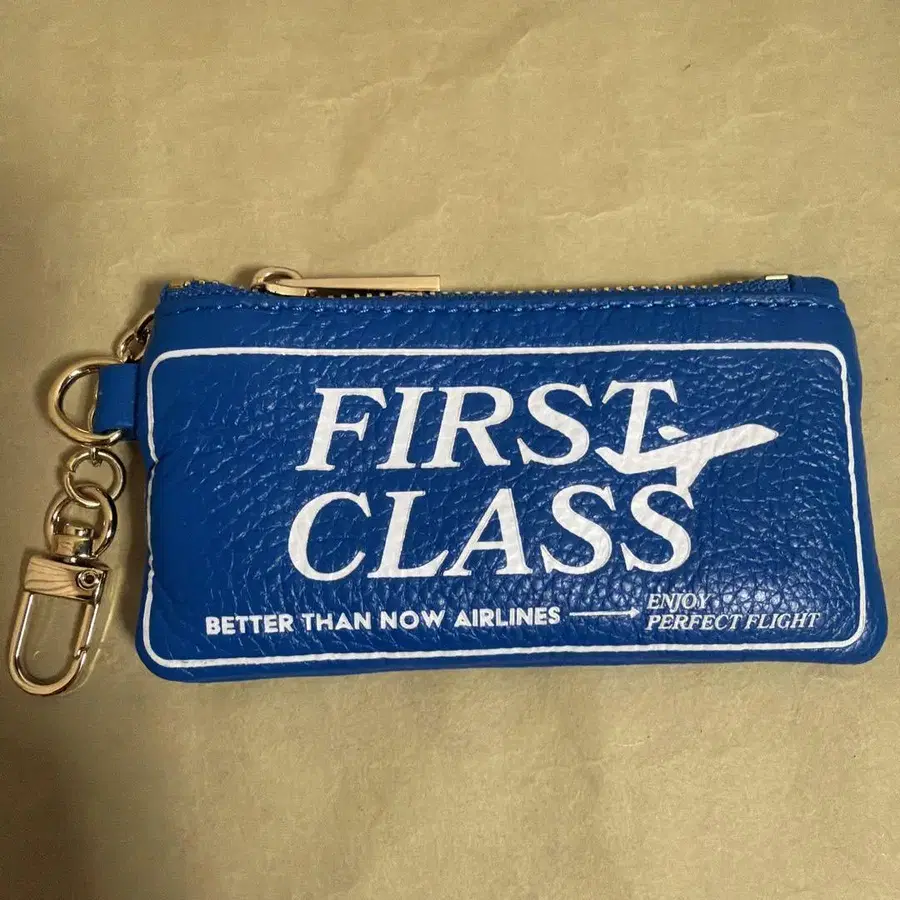 FIRST
CLASS
BETTER THAN NOW AIRLINES
ENJOY
PERFECT FLIGHT